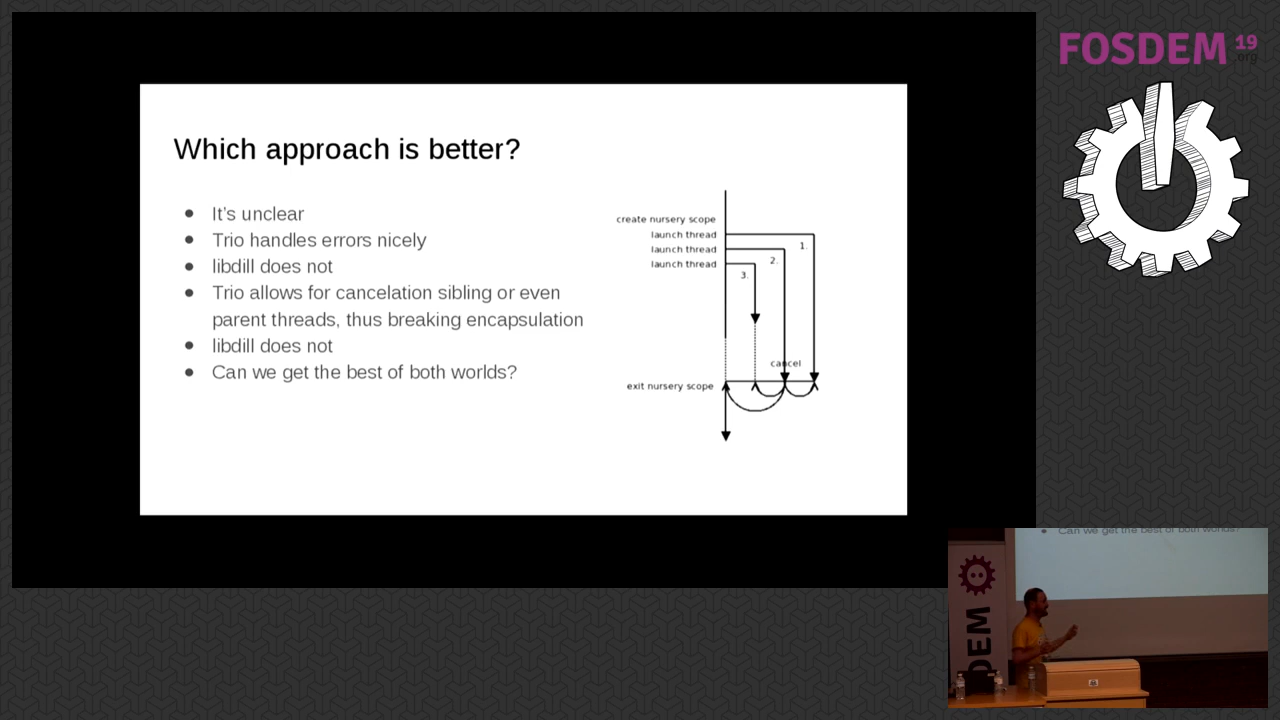 FOSDEM 19
.org
Which approach is better?
It's unclear
Trio handles errors nicely
libdill does not
Trio allows for cancelation sibling or even
parent threads, thus breaking encapsulation
libdill does not
Can we get the best of both worlds?
create nursery scope
launch thread
launch thread
launch thread
1.
2.
3.
cancel
exit nursery scope
Can we get the best of both worlds?
DEM